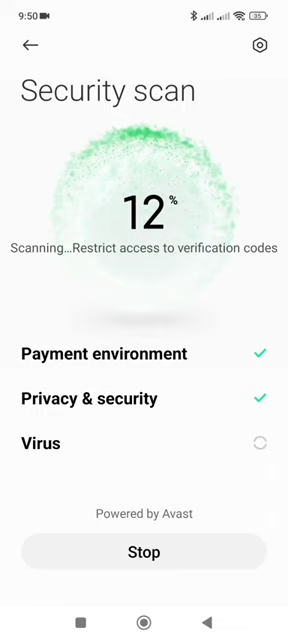 9:50
35
Security scan
12%
Scanning...Restrict access to verification codes
Payment environment
Privacy & security
Virus
Powered by Avast
Stop